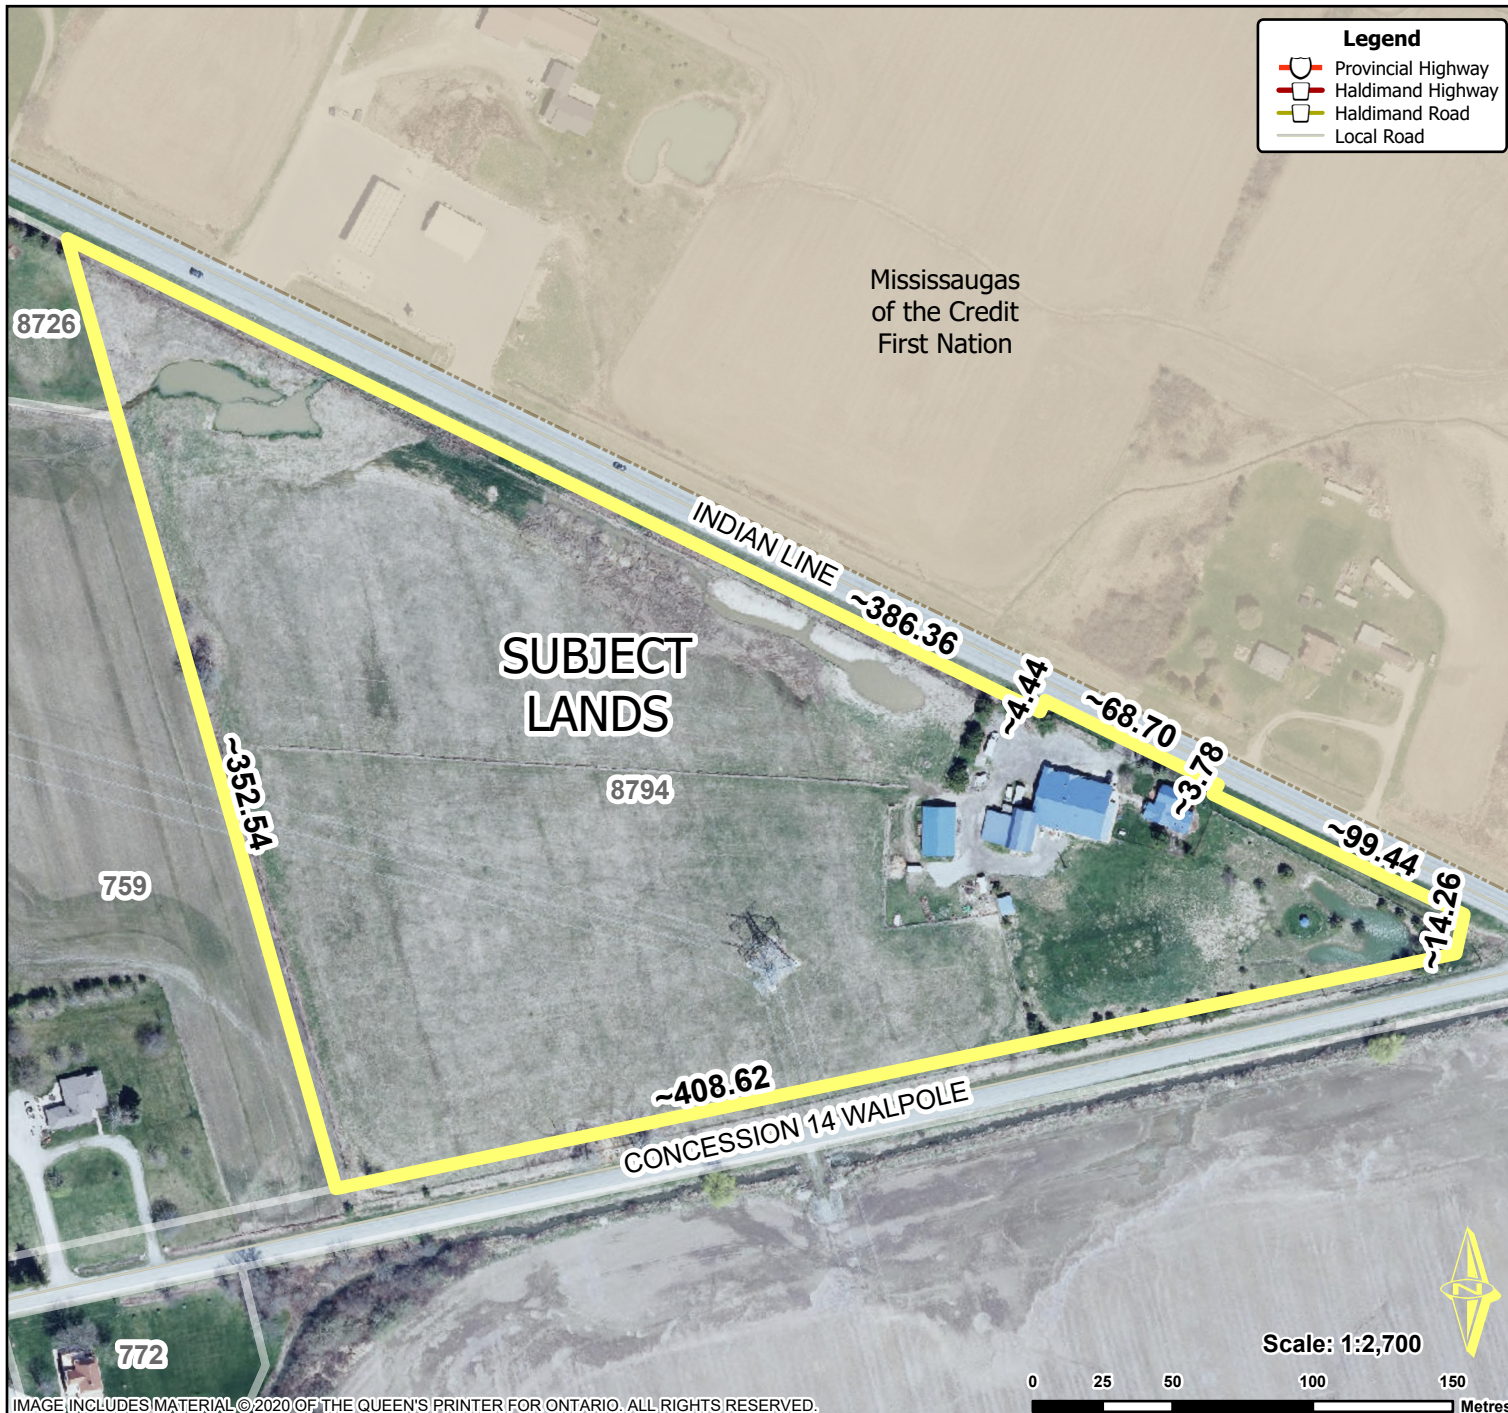 Legend
Provincial Highway
Haldimand Highway
Haldimand Road
Local Road
Mississaugas
of the Credit
First Nation
8726
INDIAN LINE
~386.36
~4.44
~68.70
~3.78
~99.44
~14.26
SUBJECT
LANDS
8794
~352.54
759
~408.62
CONCESSION 14 WALPOLE
772
N
Scale: 1:2,700
0 25 50 100 150
Metres
IMAGE INCLUDES MATERIAL © 2020 OF THE QUEEN'S PRINTER FOR ONTARIO. ALL RIGHTS RESERVED.